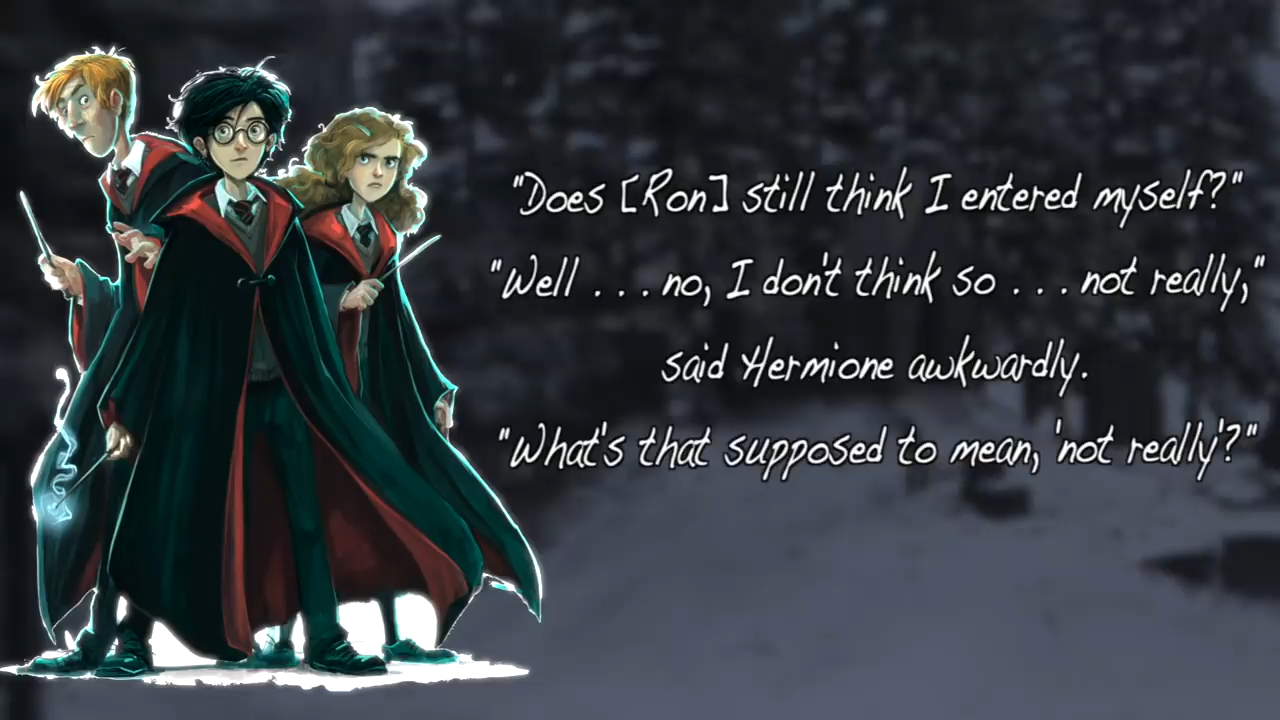 "Does [Ron] still think I entered myself?"
"Well . . . no, I don't think so . . . not really,"
said Hermione awkwardly.
"What's that supposed to mean, 'not really'?"